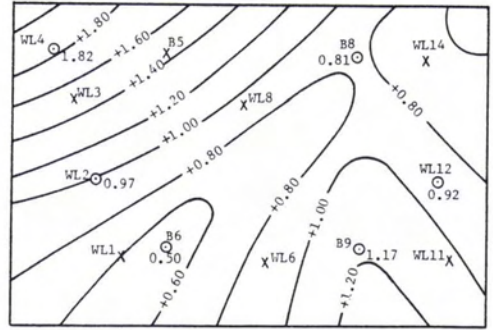 +1.80
WL4
1.82
+1.60
B5
+1.40
B8
0.81
WL14
WL3
+1.20
WL8
+0.80
+1.00
WL2
0.97
+0.80
WL12
0.92
+0.80
+1.00
B6
0.50
WL1
WL6
B9
1.17
WL11
+0.60
+1.20